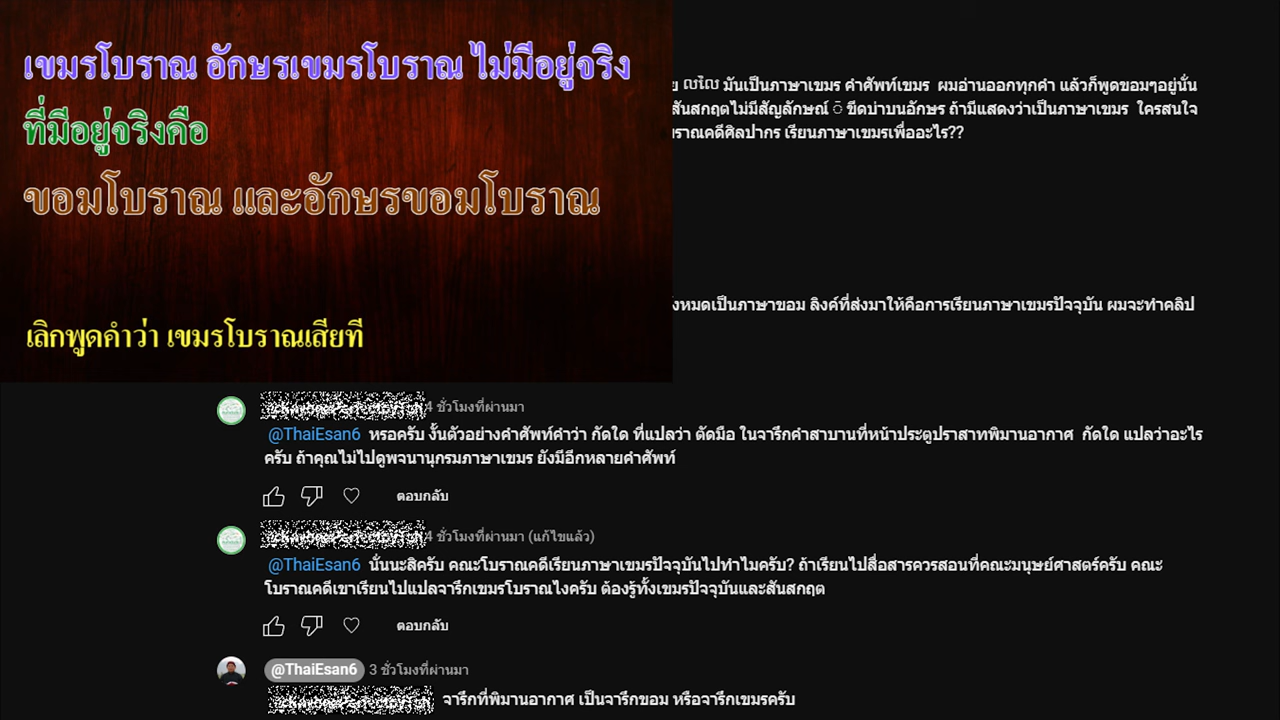 เขมรโบราณ อักษรเขมรโบราณ ไม่มีอยู่จริง
ที่มีอยู่จริงคือ
ขอมโบราณ และอักษรขอมโบราณ
เลิกพูดคำว่า เขมรโบราณเสียที
มันเป็นภาษาเขมร คำศัพท์เขมร ผมอ่านออกทุกคำ แล้วก็พูดขอมๆอยู่นั่น
สันสกฤตไม่มีสัญลักษณ์ ขีดบ่าบนอักษร ถ้ามีแสดงว่าเป็นภาษาเขมร ใครสนใจ
ราณคดีศิลปากร เรียนภาษาเขมรเพื่ออะไร??
งหมดเป็นภาษาขอม ลิงค์ที่ส่งมาให้คือการเรียนภาษาเขมรปัจจุบัน ผมจะทำคลิป
4 ชั่วโมงที่ผ่านมา
@ThaiEsan6 หรอครับ งั้นตัวอย่างคำศัพท์คำว่า กัดใด ที่แปลว่า ตัดมือ ในจารึกคำสาบานที่หน้าประตูปราสาทพิมานอากาศ กัดใด แปลว่าอะไร
ครับ ถ้าคุณไม่ไปดูพจนานุกรมภาษาเขมร ยังมีอีกหลายคำศัพท์
ตอบกลับ
4 ชั่วโมงที่ผ่านมา (แก้ไขแล้ว)
@ThaiEsan6 นั่นนะสิครับ คณะโบราณคดีเรียนภาษาเขมรปัจจุบันไปทำไมครับ? ถ้าเรียนไปสื่อสารควรสอนที่คณะมนุษย์ศาสตร์ครับ คณะ
โบราณคดีเขาเรียนไปแปลจารึกเขมรโบราณไงครับ ต้องรู้ทั้งเขมรปัจจุบันและสันสกฤต
ตอบกลับ
@ThaiEsan6 3 ชั่วโมงที่ผ่านมา
จารึกที่พิมานอากาศ เป็นจารึกขอม หรือจารึกเขมรครับ